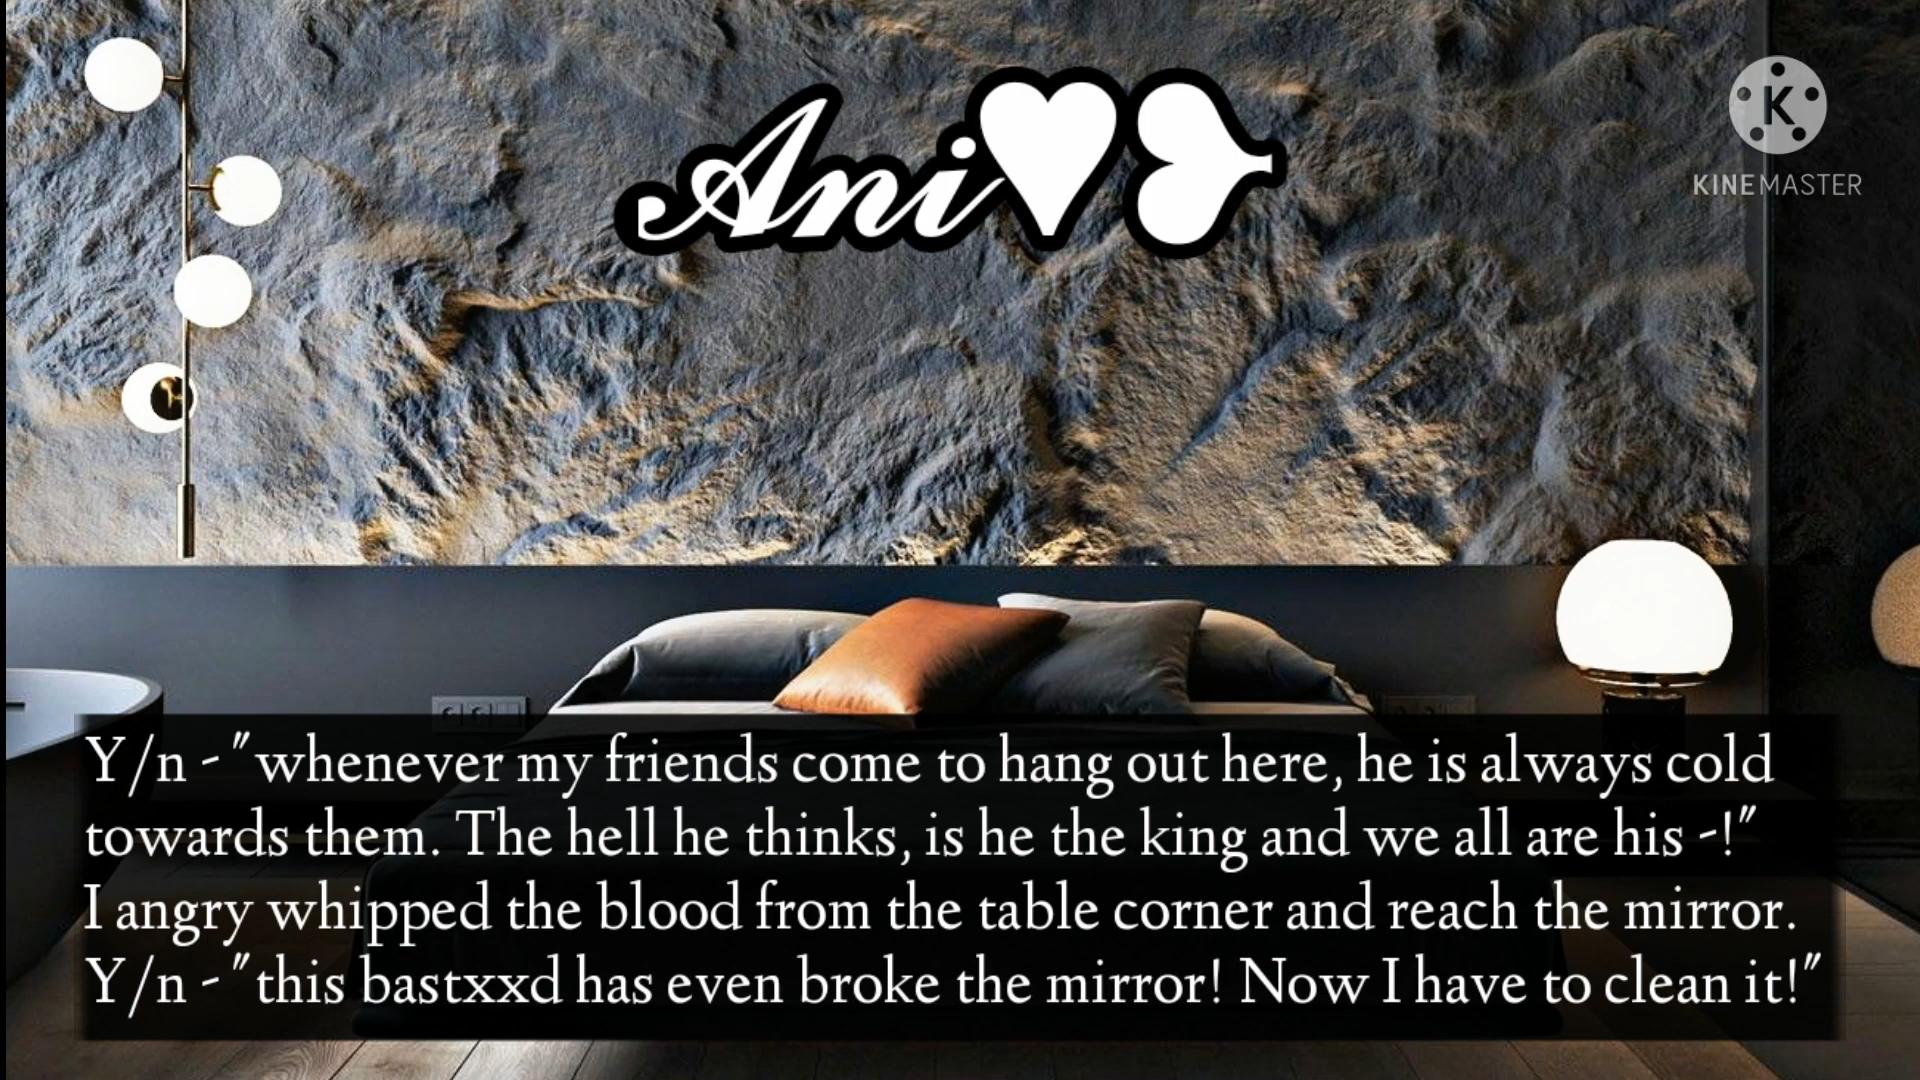 Ani♥❥
K
KINEMASTER
Y/n - "whenever my friends come to hang out here, he is always cold
towards them. The hell he thinks, is he the king and we all are his -!"
I angry whipped the blood from the table corner and reach the mirror.
Y/n - "this bastxxd has even broke the mirror! Now I have to clean it!"